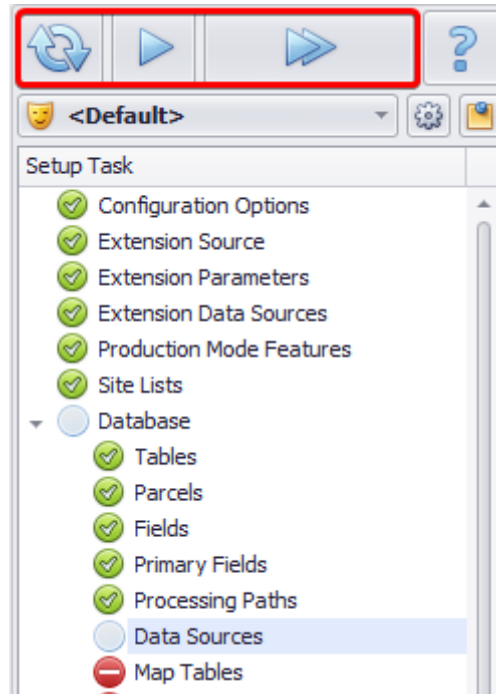 <Default>
Setup Task
Configuration Options
Extension Source
Extension Parameters
Extension Data Sources
Production Mode Features
Site Lists
Database
Tables
Parcels
Fields
Primary Fields
Processing Paths
Data Sources
Map Tables